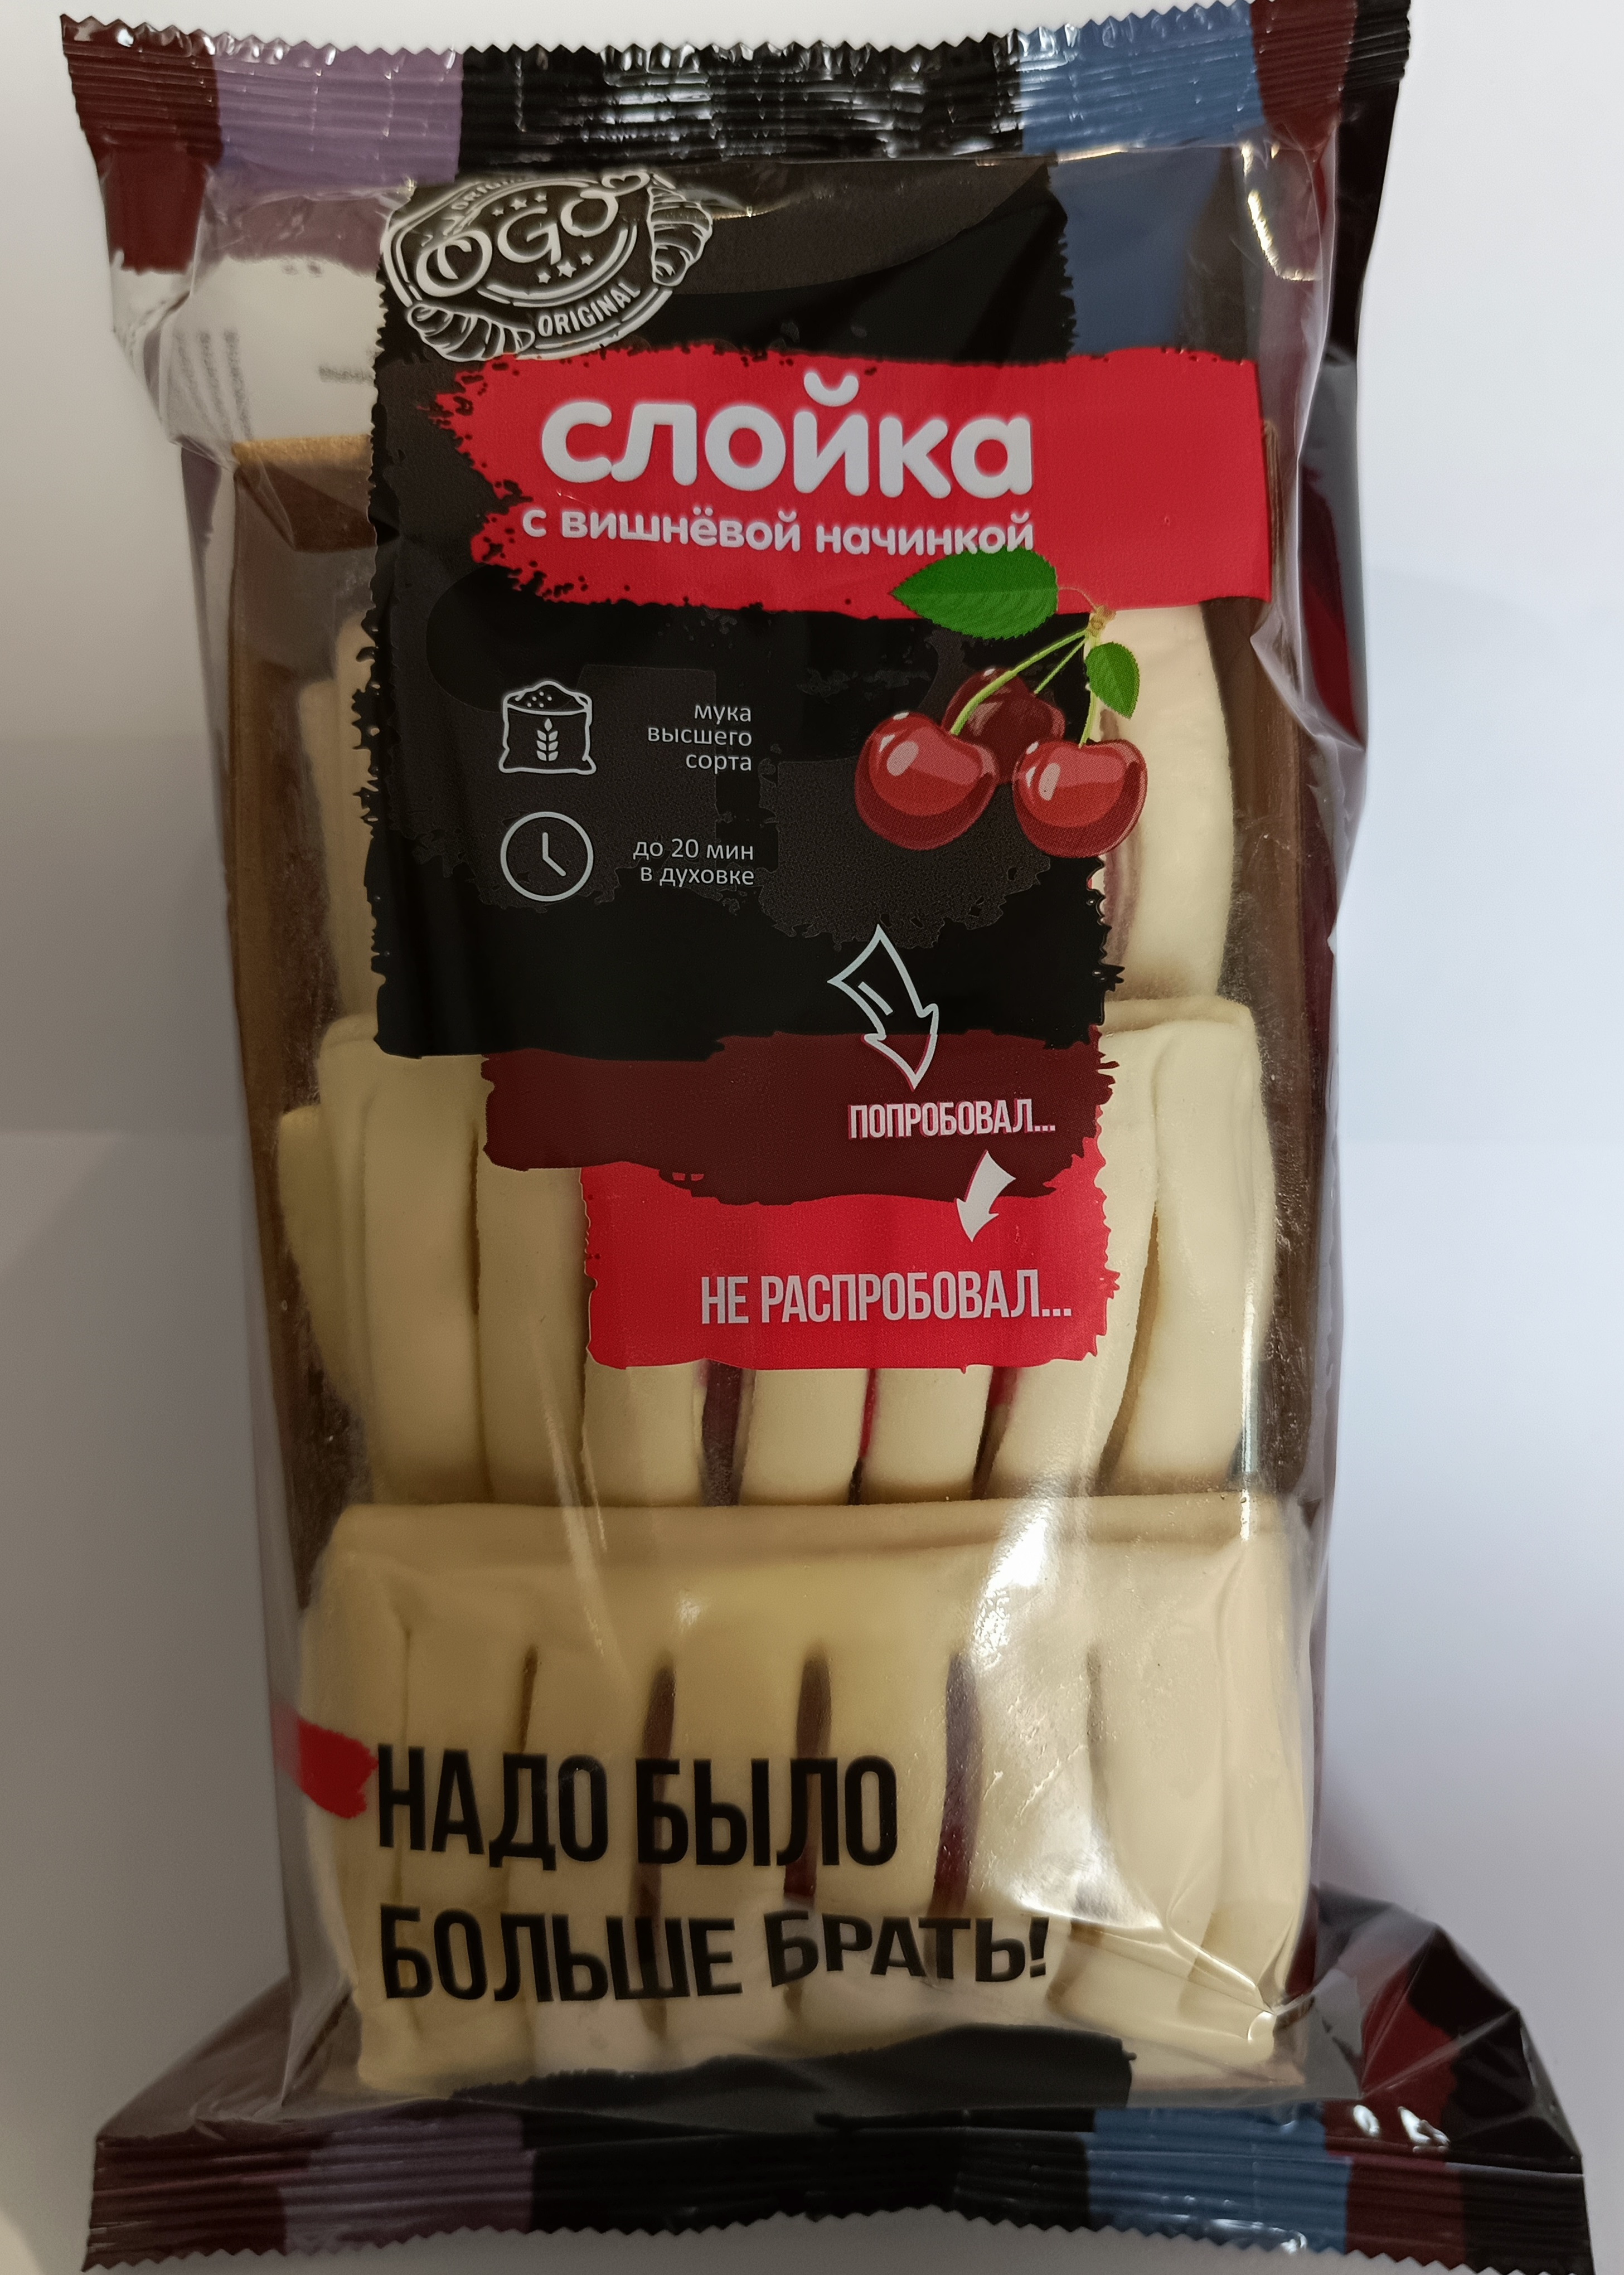 OGO!
ORIGINAL
слойка
с вишнёвой начинкой
мука
высшего
сорта
до 20 мин
в духовке
ПОПРОБОВАЛ...
НЕ РАСПРОБОВАЛ...
НАДО БЫЛО
БОЛЬШЕ БРАТЬ!